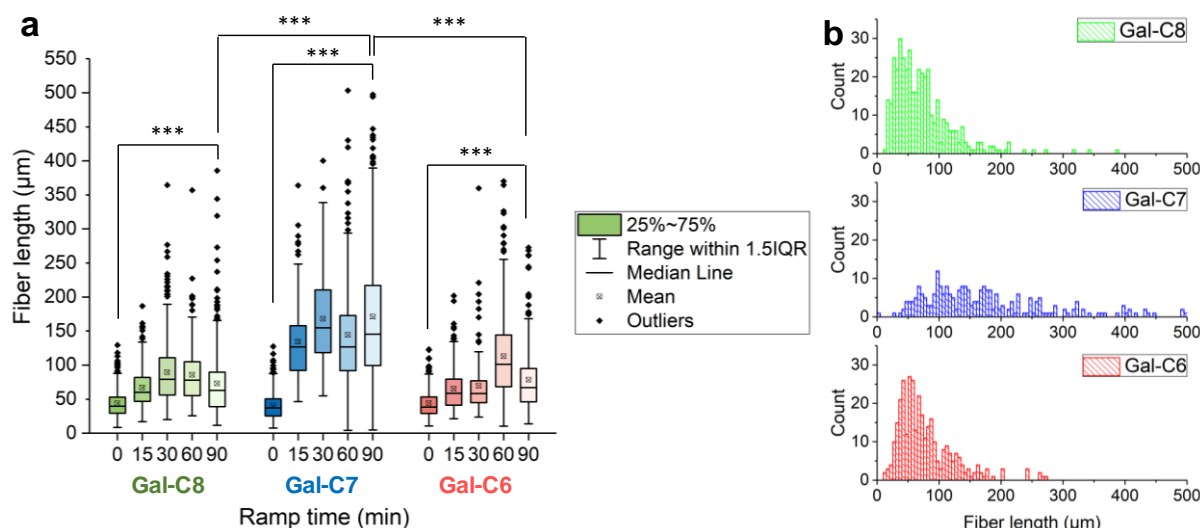 a
***
***
***
***
***
Fiber length (µm)
550
500
450
400
350
300
250
200
150
100
50
0
0 15 30 60 90 0 15 30 60 90 0 15 30 60 90
Gal-C8 Gal-C7 Gal-C6
Ramp time (min)
25%~75%
Range within 1.5IQR
Median Line
Mean
Outliers
b
Gal-C8
Count
30
20
10
0
0 100 200 300 400 500
Gal-C7
Count
30
20
10
0
0 100 200 300 400 500
Gal-C6
Count
30
20
10
0
0 100 200 300 400 500
Fiber length (µm)